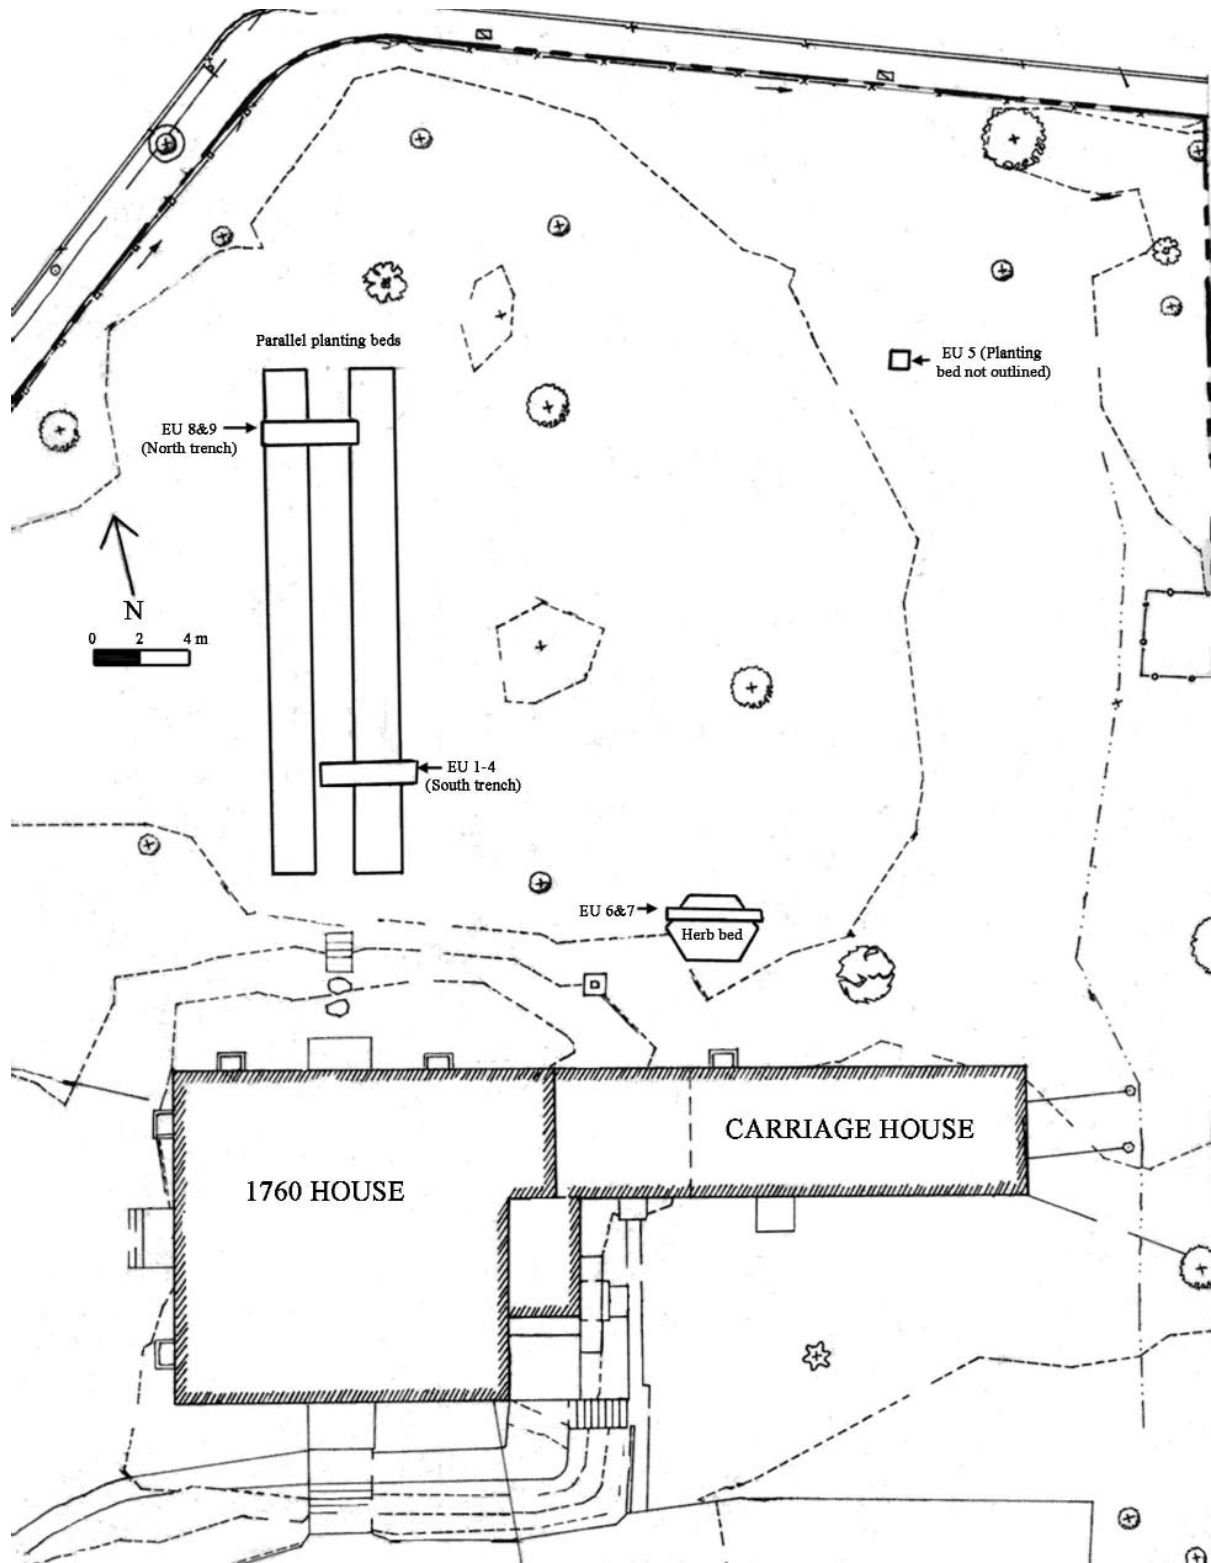 Parallel planting beds
EU 5 (Planting
bed not outlined)
EU 8&9
(North trench)
N
0 2 4 m
EU 1-4
(South trench)
EU 6&7
Herb bed
CARRIAGE HOUSE
1760 HOUSE